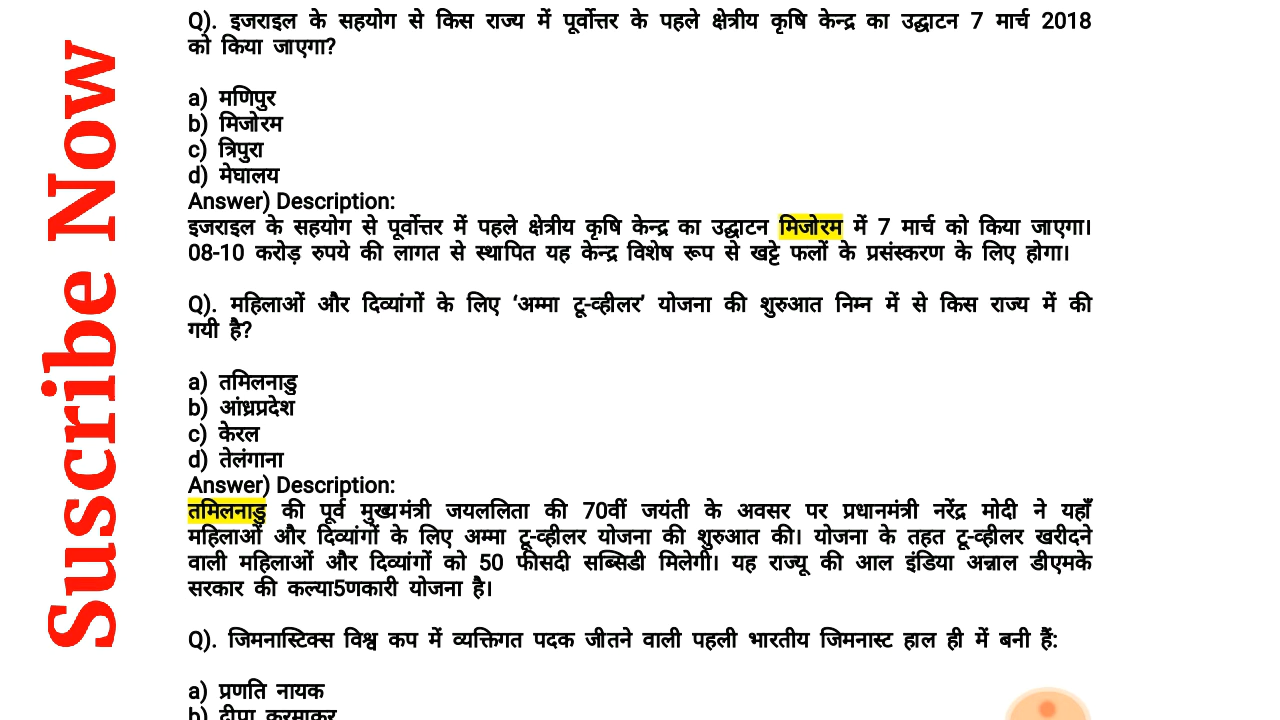 Suscribe Now
Q). इजराइल के सहयोग से किस राज्य में पूर्वोत्तर के पहले क्षेत्रीय कृषि केन्द्र का उद्घाटन 7 मार्च 2018
को किया जाएगा?
a) मणिपुर
b) मिजोरम
c) त्रिपुरा
d) मेघालय
Answer) Description:
इजराइल के सहयोग से पूर्वोत्तर में पहले क्षेत्रीय कृषि केन्द्र का उद्घाटन मिजोरम में 7 मार्च को किया जाएगा।
08-10 करोड़ रुपये की लागत से स्थापित यह केन्द्र विशेष रूप से खट्टे फलों के प्रसंस्करण के लिए होगा।
Q). महिलाओं और दिव्यांगों के लिए ‘अम्मा टू-व्हीलर’ योजना की शुरुआत निम्न में से किस राज्य में की
गयी है?
a) तमिलनाडु
b) आंध्रप्रदेश
c) केरल
d) तेलंगाना
Answer) Description:
तमिलनाडु की पूर्व मुख्यमंत्री जयललिता की 70वीं जयंती के अवसर पर प्रधानमंत्री नरेंद्र मोदी ने यहाँ
महिलाओं और दिव्यांगों के लिए अम्मा टू-व्हीलर योजना की शुरुआत की। योजना के तहत टू-व्हीलर खरीदने
वाली महिलाओं और दिव्यांगों को 50 फीसदी सब्सिडी मिलेगी। यह राज्यू की आल इंडिया अन्नाल डीएमके
सरकार की कल्या5णकारी योजना है।
Q). जिमनास्टिक्स विश्व कप में व्यक्तिगत पदक जीतने वाली पहली भारतीय जिमनास्ट हाल ही में बनी हैं:
a) प्रणति नायक
b) दीपा करमाकर